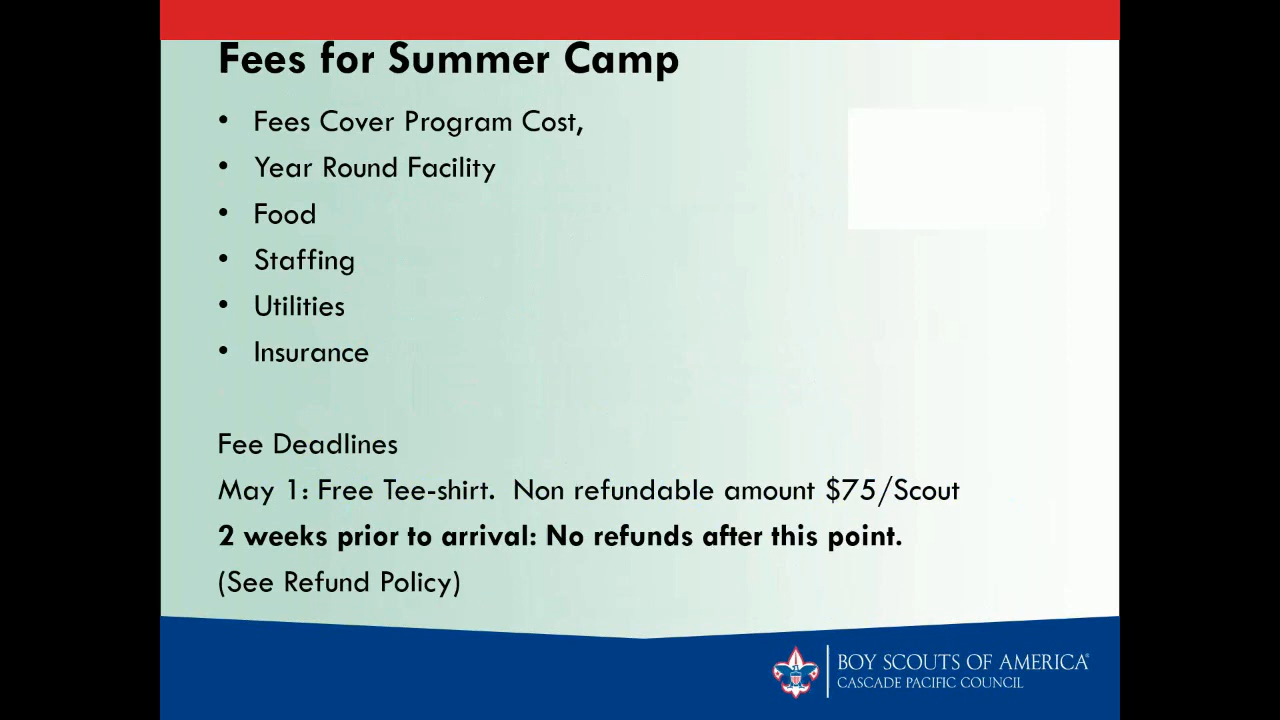 Fees for Summer Camp
• Fees Cover Program Cost,
• Year Round Facility
• Food
• Staffing
• Utilities
• Insurance
Fee Deadlines
May 1: Free Tee-shirt.  Non refundable amount $75/Scout
2 weeks prior to arrival: No refunds after this point.
(See Refund Policy)
BOY SCOUTS OF AMERICA®
CASCADE PACIFIC COUNCIL